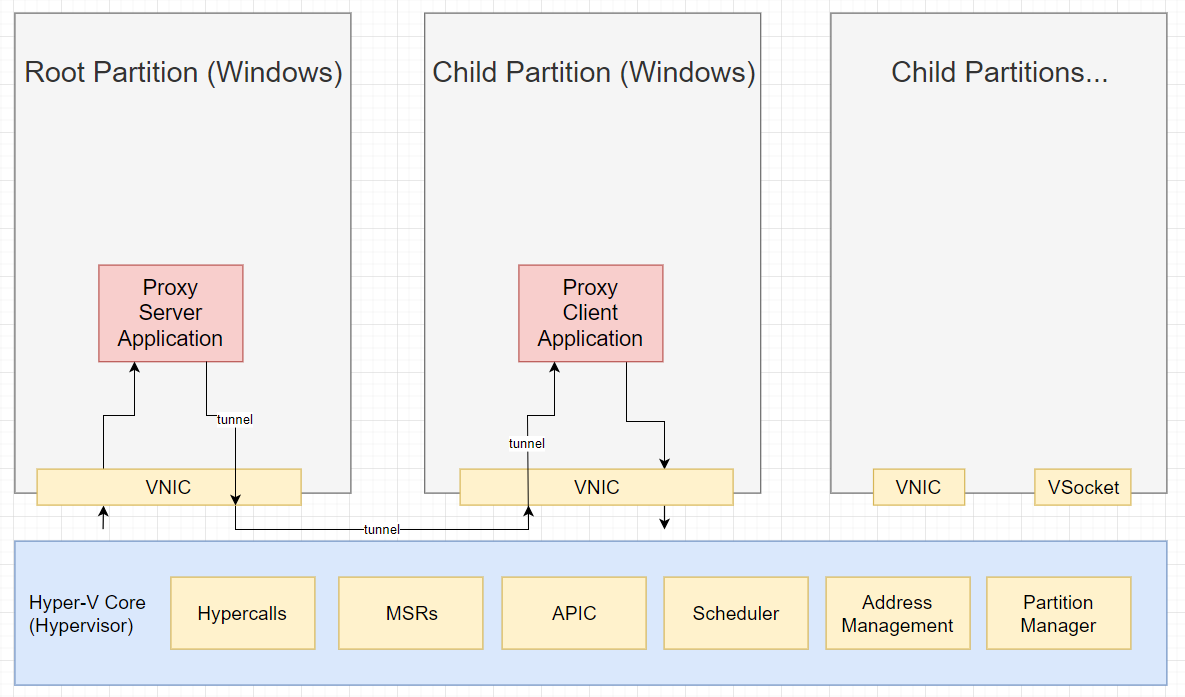 Root Partition (Windows)
Child Partition (Windows)
Child Partitions...
Proxy
Server
Application
Proxy
Client
Application
tunnel
tunnel
VNIC
VNIC
VNIC
VSocket
tunnel
Hyper-V Core
(Hypervisor)
Hypercalls
MSRs
APIC
Scheduler
Address
Management
Partition
Manager